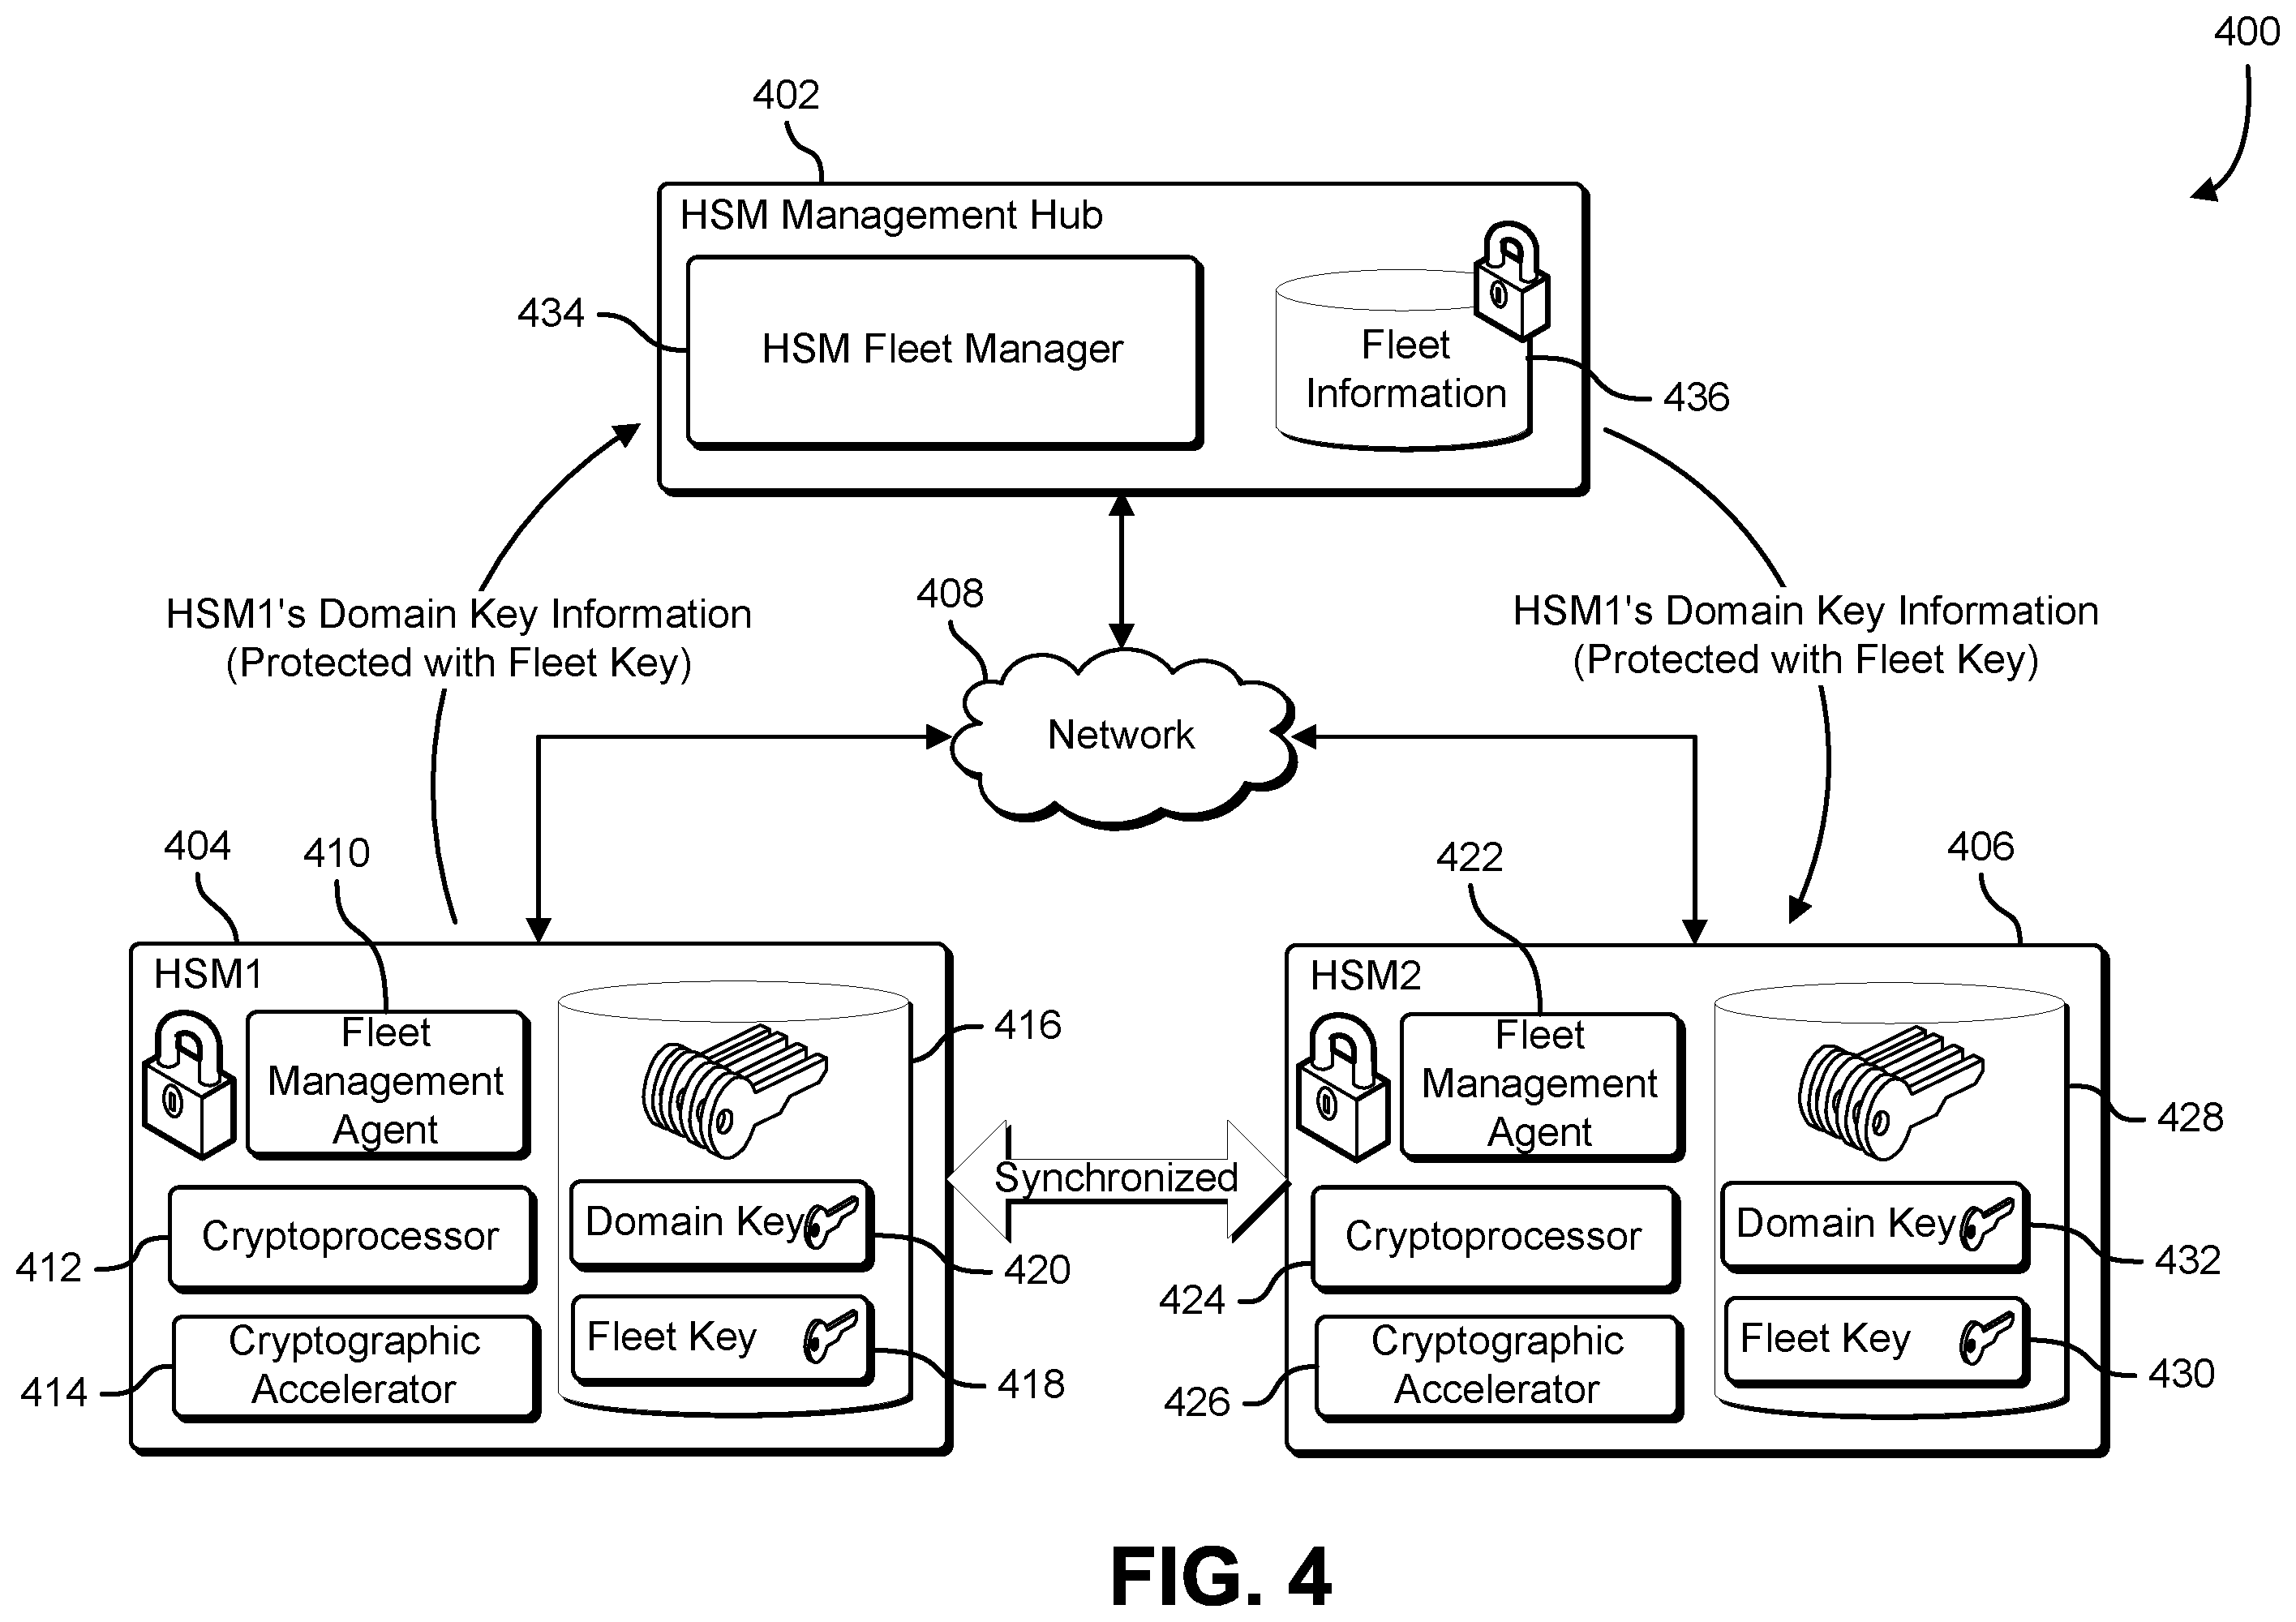 400
402
HSM Management Hub
434
HSM Fleet Manager
Fleet
Information
436
HSM1's Domain Key Information
(Protected with Fleet Key)
408
HSM1's Domain Key Information
(Protected with Fleet Key)
Network
404
410
422
406
HSM1
Fleet
Management
Agent
416
Cryptoprocessor
412
Domain Key
420
Cryptographic
Accelerator
414
Fleet Key
418
Synchronized
HSM2
Fleet
Management
Agent
428
Cryptoprocessor
424
Domain Key
432
Cryptographic
Accelerator
426
Fleet Key
430
FIG. 4